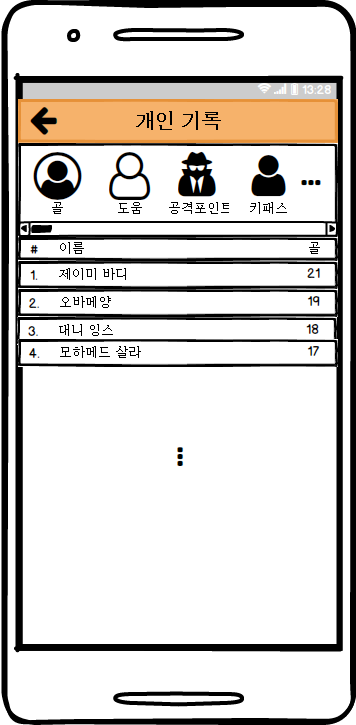 13:28
개인 기록
골 도움 공격포인트 키패스
# 이름 골
1. 제이미 바디 21
2. 오바메양 19
3. 대니 잉스 18
4. 모하메드 살라 17